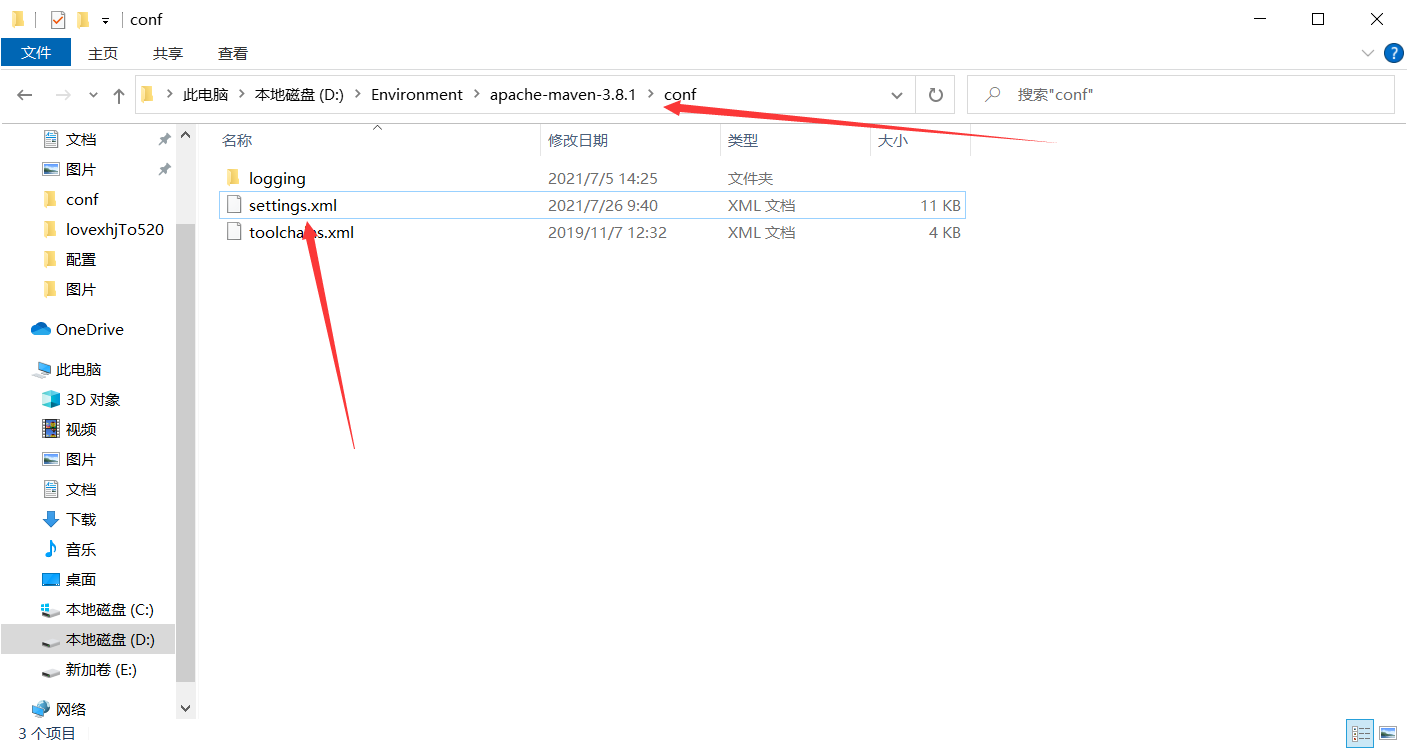 conf
文件 主页 共享 查看
此电脑 本地磁盘 (D:) Environment apache-maven-3.8.1 conf 搜索"conf"
名称 修改日期 类型 大小
logging 2021/7/5 14:25 文件夹
settings.xml 2021/7/26 9:40 XML 文档 11 KB
toolchains.xml 2019/11/7 12:32 XML 文档 4 KB
文档
图片
conf
lovexhjTo520
配置
图片
OneDrive
此电脑
3D 对象
视频
图片
文档
下载
音乐
桌面
本地磁盘 (C:)
本地磁盘 (D:)
新加卷 (E:)
网络
3 个项目